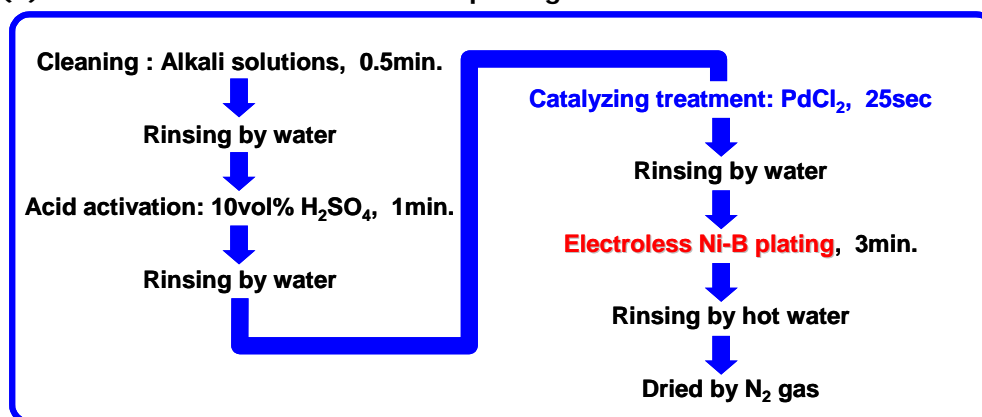 Cleaning : Alkali solutions, 0.5min.
Rinsing by water
Acid activation: 10vol% H₂SO₄, 1min.
Rinsing by water
Catalyzing treatment: PdCl₂, 25sec
Rinsing by water
Electroless Ni-B plating, 3min.
Rinsing by hot water
Dried by N₂ gas